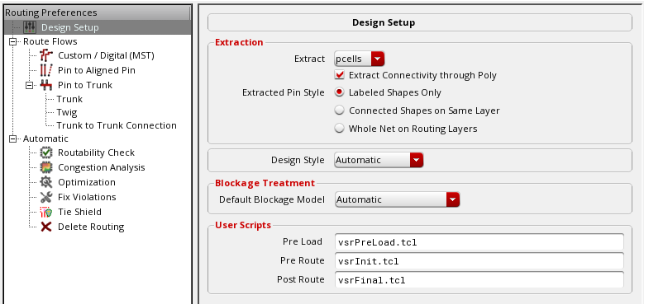 Routing Preferences
Design Setup
Route Flows
Custom / Digital (MST)
Pin to Aligned Pin
Pin to Trunk
Trunk
Twig
Trunk to Trunk Connection
Automatic
Routability Check
Congestion Analysis
Optimization
Fix Violations
Tie Shield
Delete Routing
Design Setup
Extraction
Extract pcells
Extract Connectivity through Poly
Extracted Pin Style Labeled Shapes Only
Connected Shapes on Same Layer
Whole Net on Routing Layers
Design Style Automatic
Blockage Treatment
Default Blockage Model Automatic
User Scripts
Pre Load vsrPreLoad.tcl
Pre Route vsrInit.tcl
Post Route vsrFinal.tcl